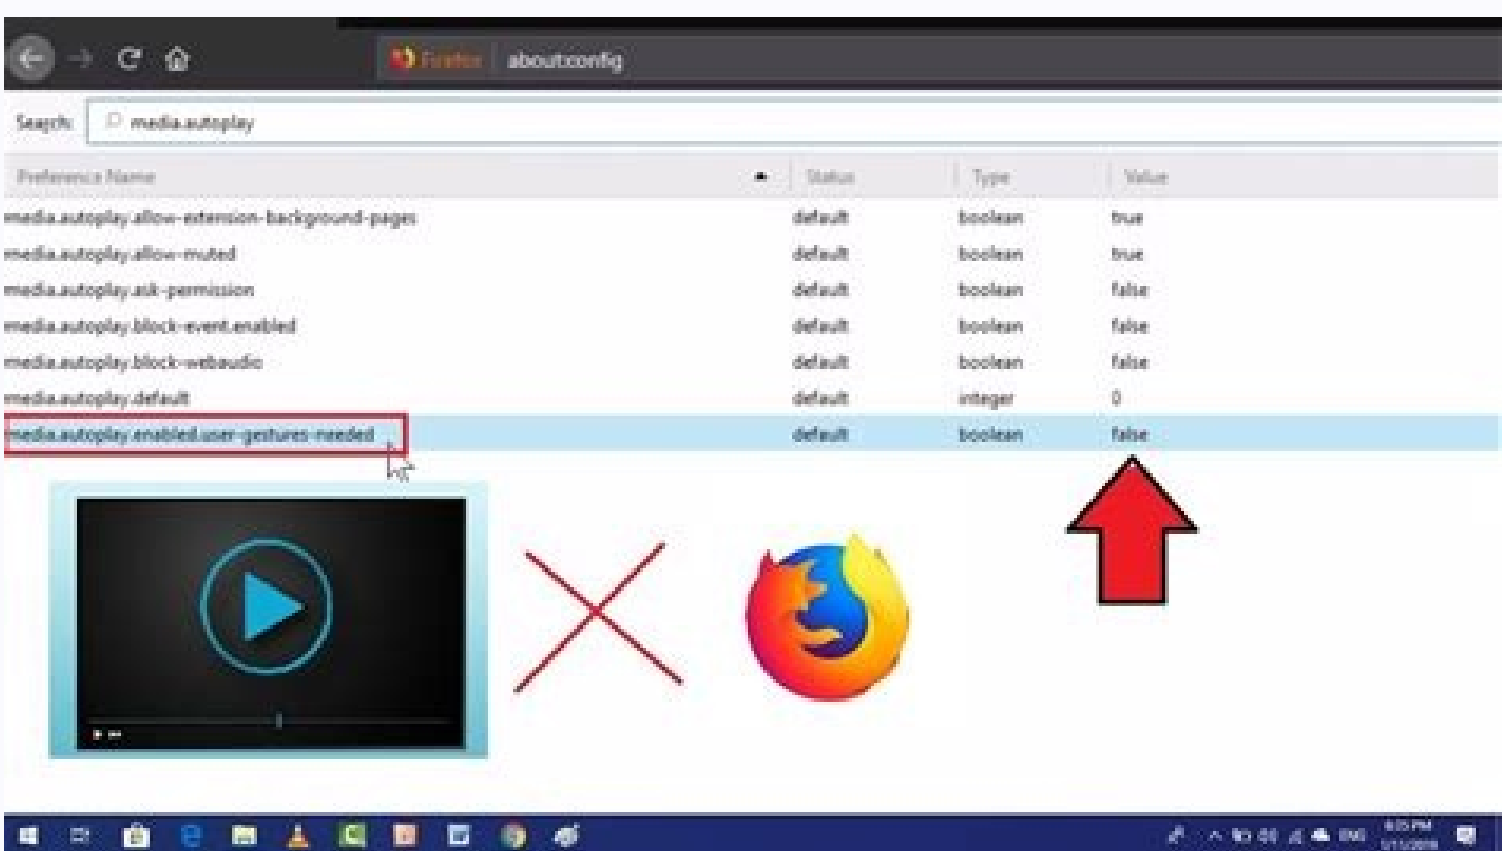 Firefox about:config
Search: media.autoplay
Preference Name Status Type Value
media.autoplay.allow-extension-background-pages default boolean true
media.autoplay.allow-muted default boolean true
media.autoplay.ask-permission default boolean false
media.autoplay.block-event.enabled default boolean false
media.autoplay.block-webaudio default boolean false
media.autoplay.default default integer 0
media.autoplay.enabled.user-gestures-needed default boolean false
ENG